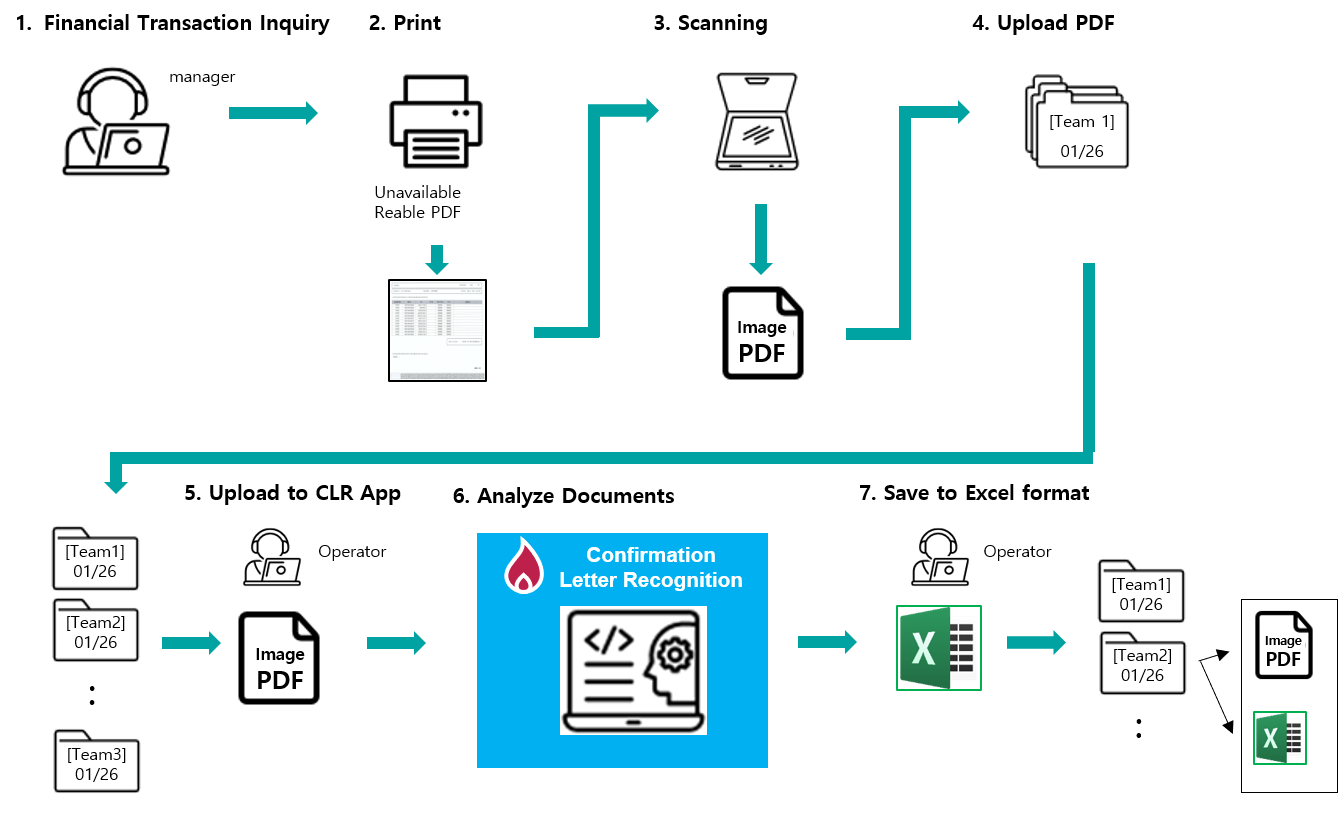 1. Financial Transaction Inquiry
2. Print
3. Scanning
4. Upload PDF
manager
[Team 1]
01/26
Unavailable
Reable PDF
Image
PDF
5. Upload to CLR App
6. Analyze Documents
7. Save to Excel format
[Team1]
01/26
[Team2]
01/26
:
[Team3]
01/26
Operator
Image
PDF
Confirmation
Letter Recognition
</>
Operator
X
[Team1]
01/26
[Team2]
01/26
:
Image
PDF
X